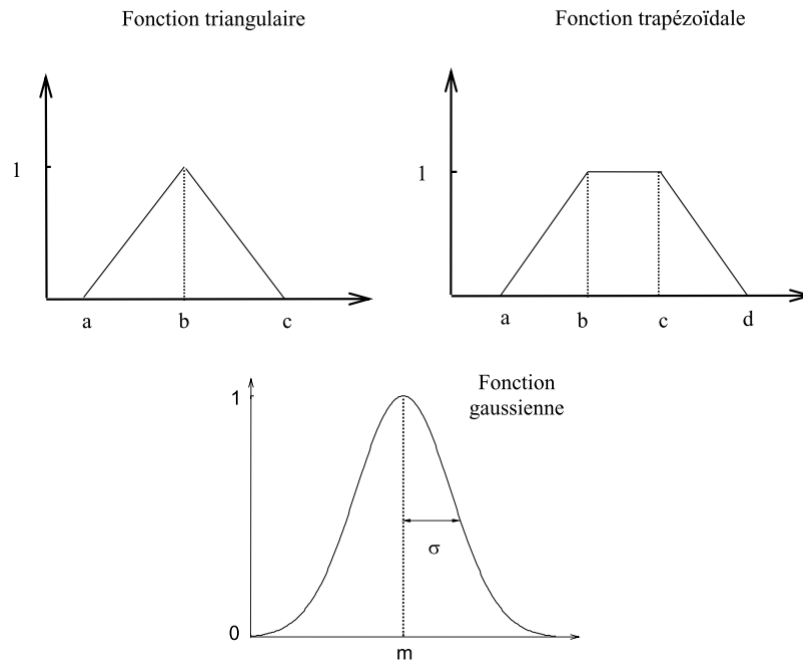 Fonction triangulaire
Fonction trapézoïdale
1
a b c
1
a b c d
Fonction
gaussienne
1
σ
0
m